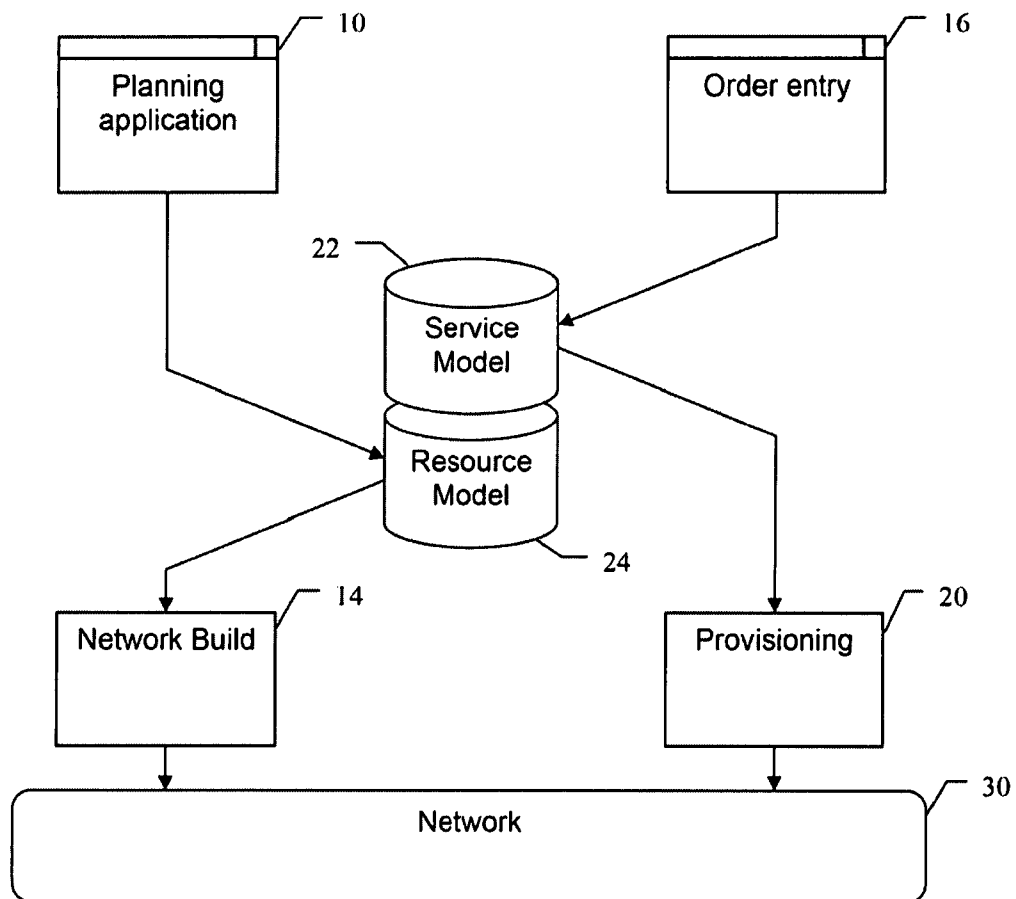 10
16
Planning
application
Order entry
22
Service
Model
Resource
Model
24
14
20
Network Build
Provisioning
30
Network